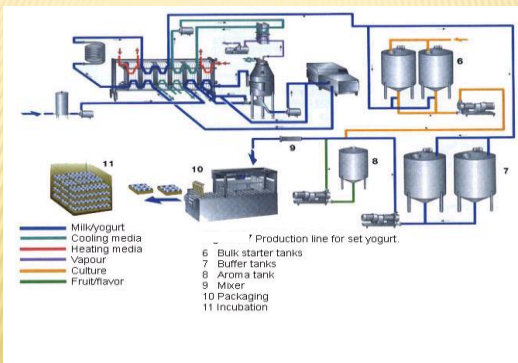 6
9
8
7
11
10
Milk/yogurt
Cooling media
Heating media
Vapour
Culture
Fruit/flavor
Production line for set yogurt.
6 Bulk starter tanks
7 Buffer tanks
8 Aroma tank
9 Mixer
10 Packaging
11 Incubation